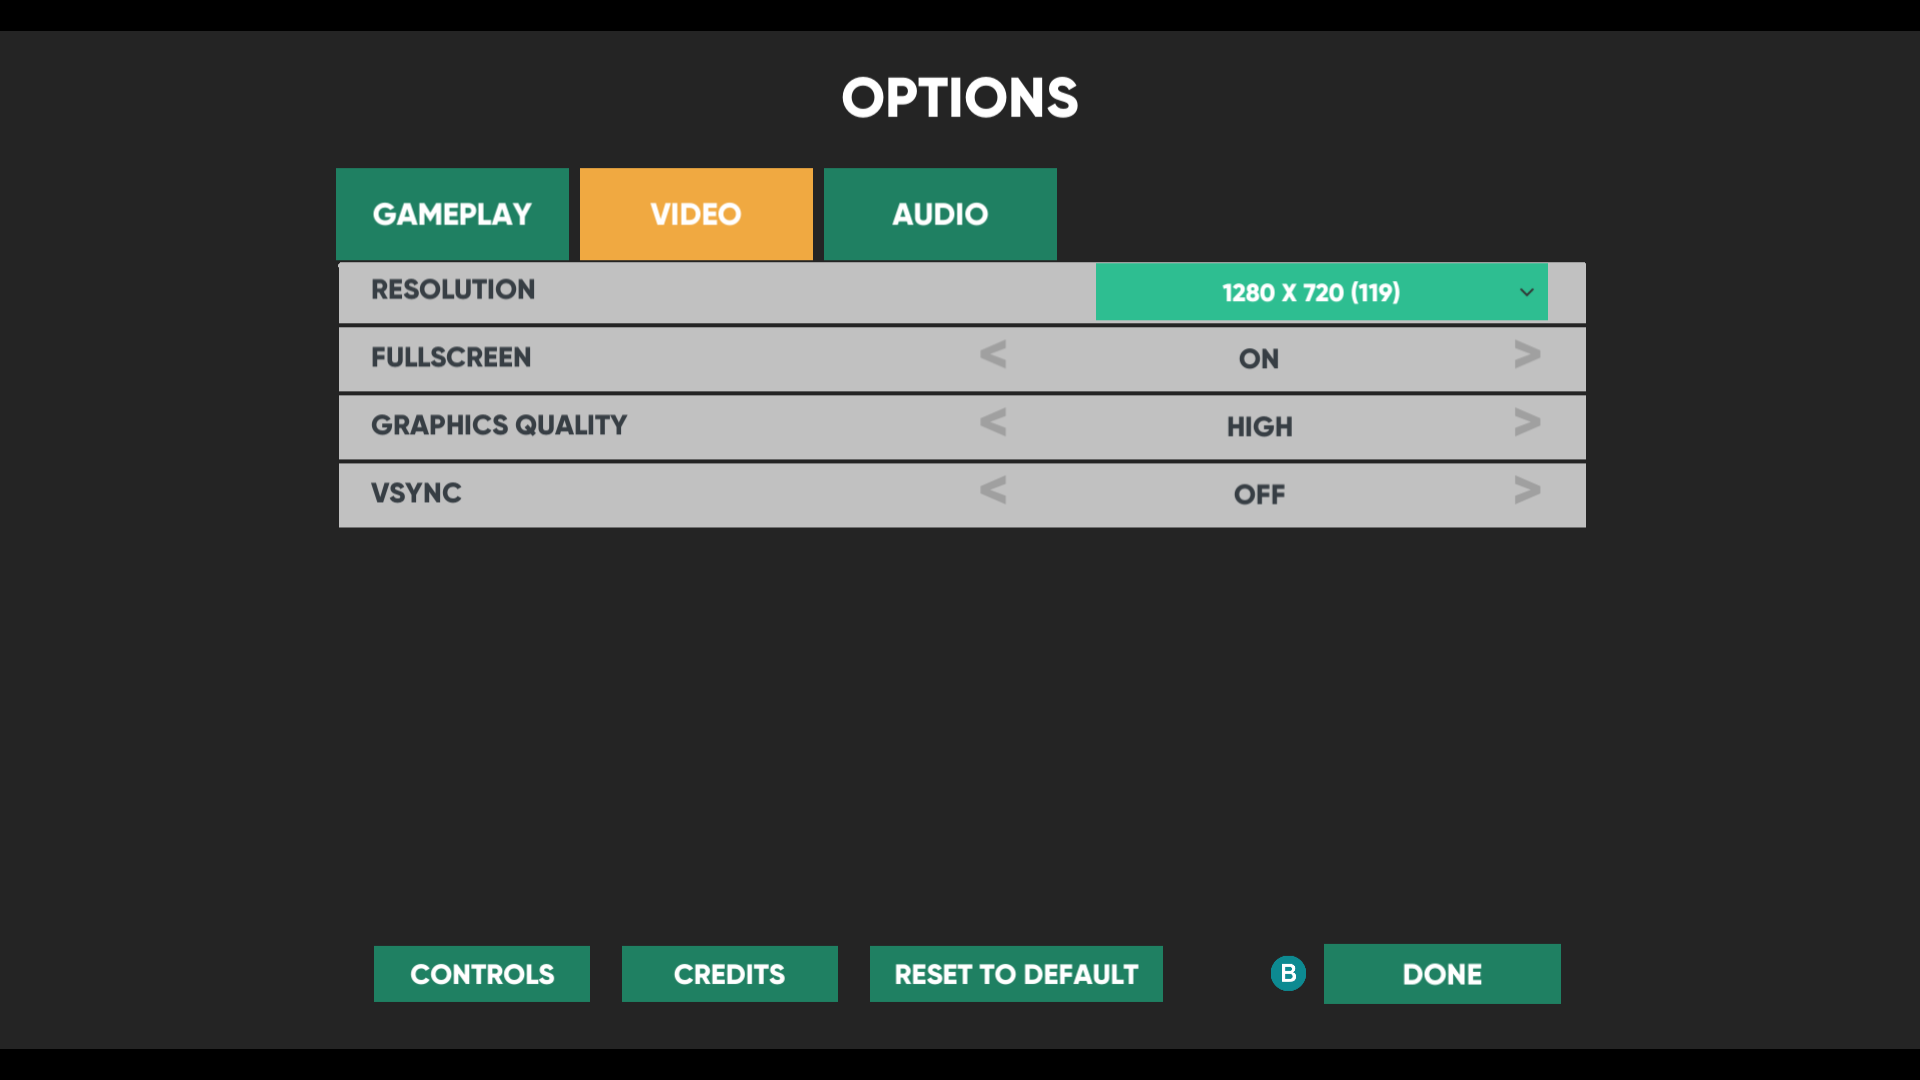 OPTIONS
GAMEPLAY VIDEO AUDIO
RESOLUTION 1280 X 720 (119)
FULLSCREEN < ON >
GRAPHICS QUALITY < HIGH >
VSYNC < OFF >
CONTROLS CREDITS RESET TO DEFAULT B DONE